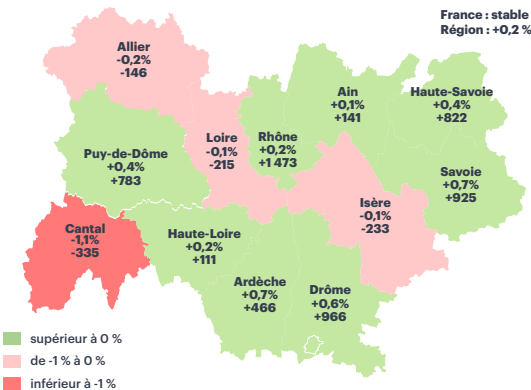 France : stable
Région : +0,2 %
Allier
-0,2%
-146
Ain
+0,1%
+141
Haute-Savoie
+0,4%
+822
Loire
-0,1%
-215
Rhône
+0,2%
+1 473
Puy-de-Dôme
+0,4%
+783
Savoie
+0,7%
+925
Isère
-0,1%
-233
Cantal
-1,1%
-335
Haute-Loire
+0,2%
+111
Ardèche
+0,7%
+466
Drôme
+0,6%
+966
supérieur à 0 %
de -1 % à 0 %
inférieur à -1 %